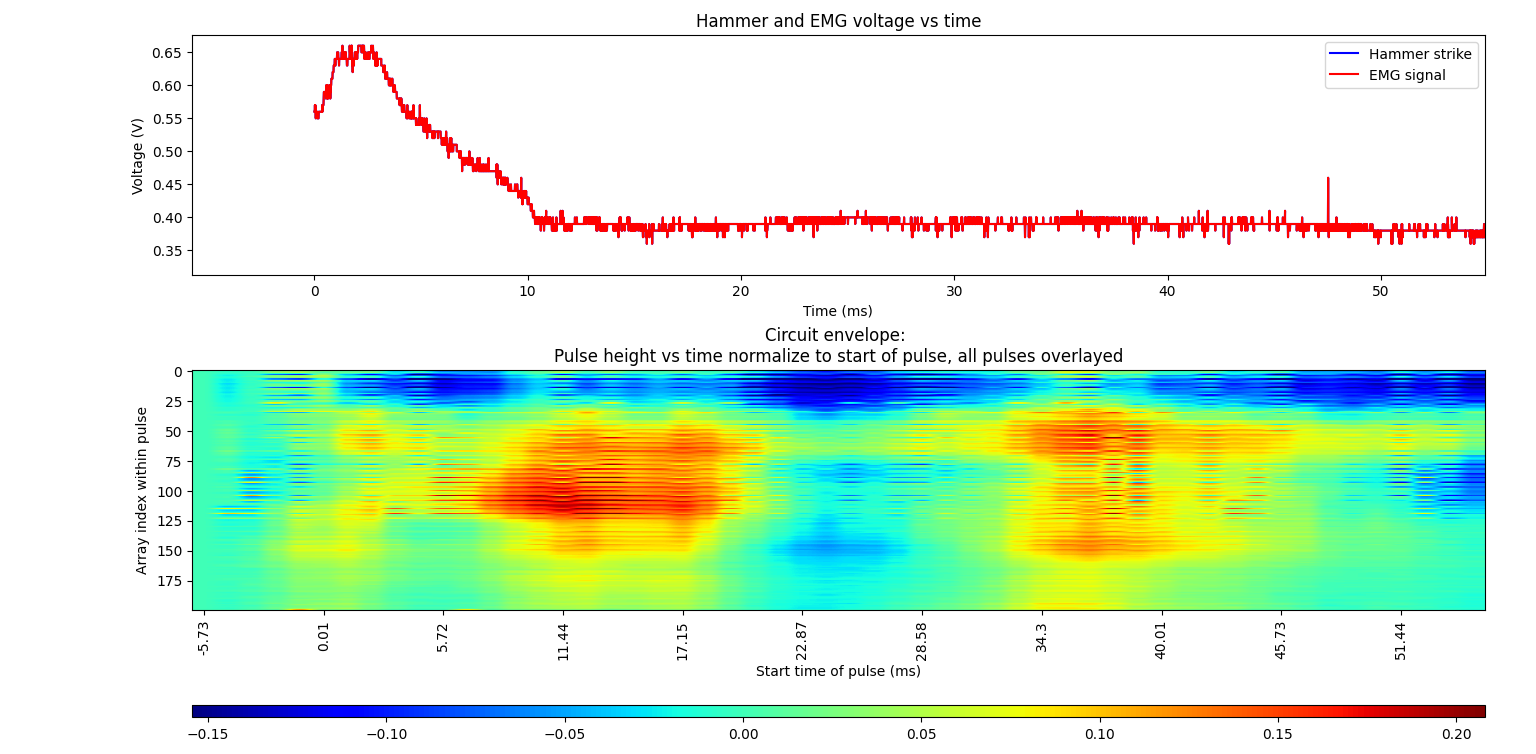 Hammer and EMG voltage vs time
Voltage (V)
0.65
0.60
0.55
0.50
0.45
0.40
0.35
Hammer strike
EMG signal
0 10 20 30 40 50
Time (ms)
Circuit envelope:
Pulse height vs time normalize to start of pulse, all pulses overlayed
Array index within pulse
0
25
50
75
100
125
150
175
-5.73 0.01 5.72 11.44 17.15 22.87 28.58 34.3 40.01 45.73 51.44
Start time of pulse (ms)
−0.15 −0.10 −0.05 0.00 0.05 0.10 0.15 0.20